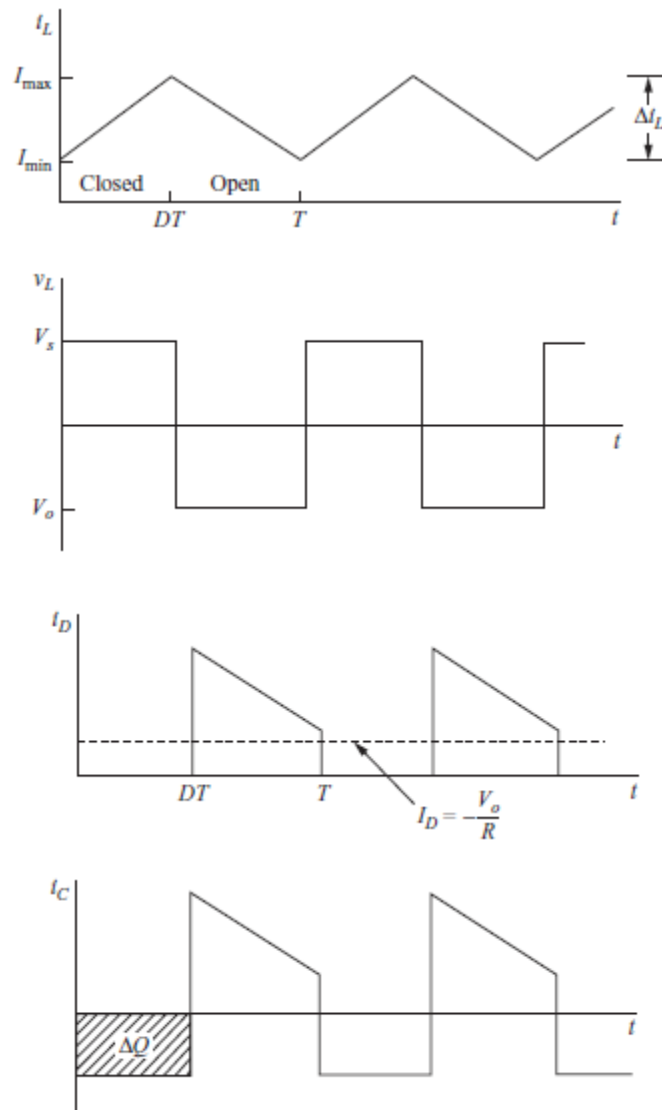 i_L
I_max
I_min
Δi_L
Closed Open
DT T t
v_L
V_s
t
V_o
i_D
DT T t
I_D = -V_o/R
i_C
t
ΔQ